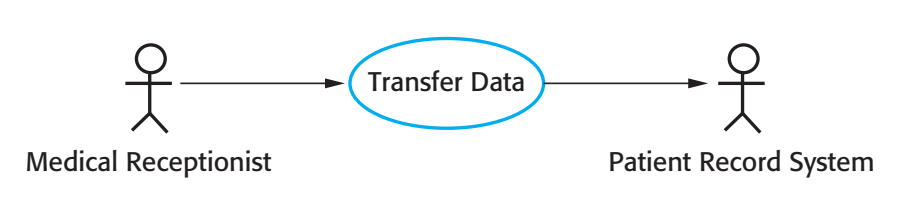 Transfer Data
Medical Receptionist
Patient Record System